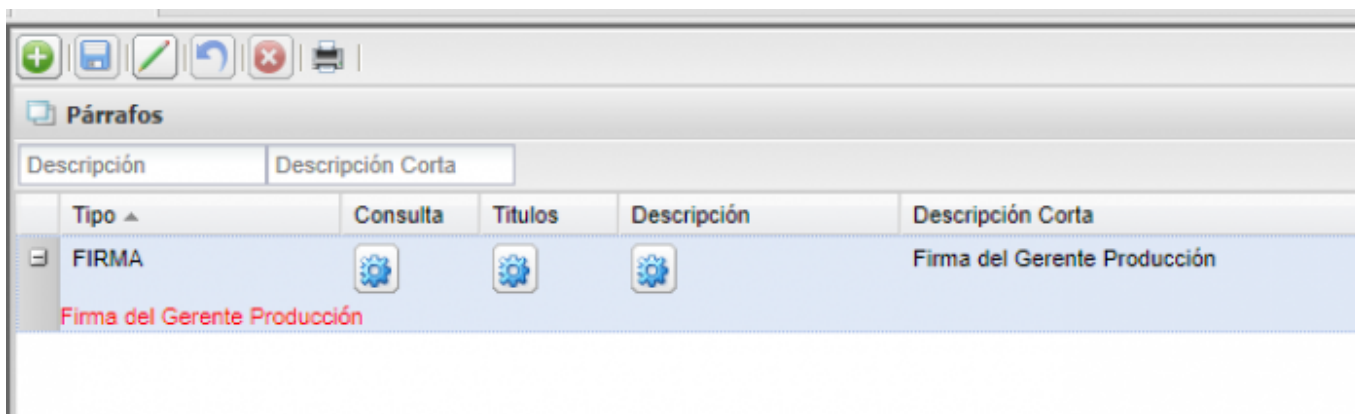 Párrafos
Descripción Descripción Corta
Tipo Consulta Titulos Descripción Descripción Corta
FIRMA Firma del Gerente Producción
Firma del Gerente Producción